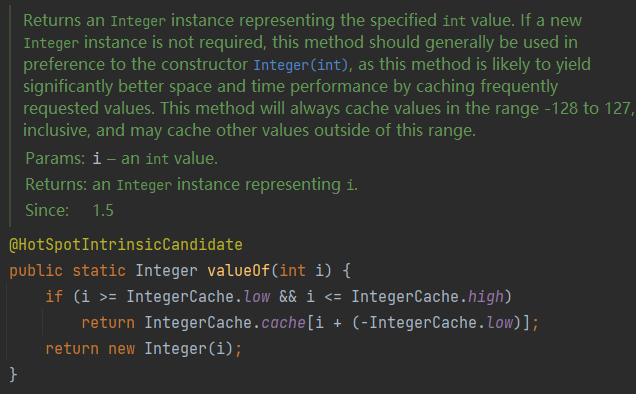 Returns an Integer instance representing the specified int value. If a new
Integer instance is not required, this method should generally be used in
preference to the constructor Integer(int), as this method is likely to yield
significantly better space and time performance by caching frequently
requested values. This method will always cache values in the range -128 to 127,
inclusive, and may cache other values outside of this range.
Params: i – an int value.
Returns: an Integer instance representing i.
Since: 1.5
@HotSpotIntrinsicCandidate
public static Integer valueOf(int i) {
    if (i >= IntegerCache.low && i <= IntegerCache.high)
        return IntegerCache.cache[i + (-IntegerCache.low)];
    return new Integer(i);
}